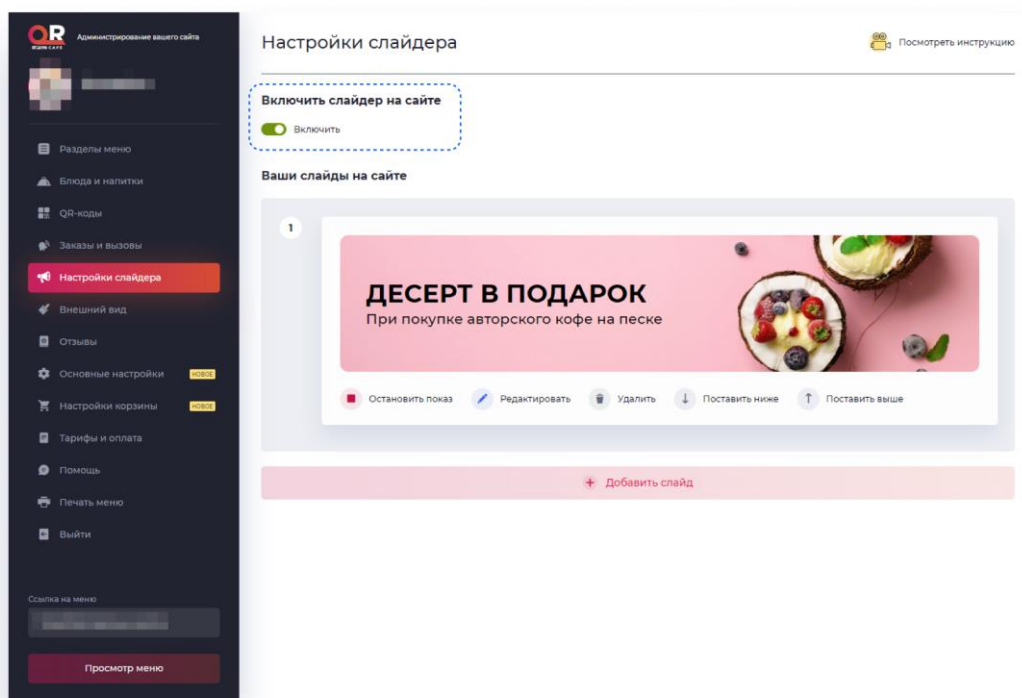 QR
Администрирование вашего сайта
Разделы меню
Блюда и напитки
QR-коды
Заказы и вызовы
Настройки слайдера
Внешний вид
Отзывы
Основные настройки НОВОЕ
Настройки корзины НОВОЕ
Тарифы и оплата
Помощь
Печать меню
Выйти
Ссылка на меню
Просмотр меню
Настройки слайдера
Посмотреть инструкцию
Включить слайдер на сайте
Включить
Ваши слайды на сайте
1
ДЕСЕРТ В ПОДАРОК
При покупке авторского кофе на песке
Остановить показ Редактировать Удалить Поставить ниже Поставить выше
+ Добавить слайд